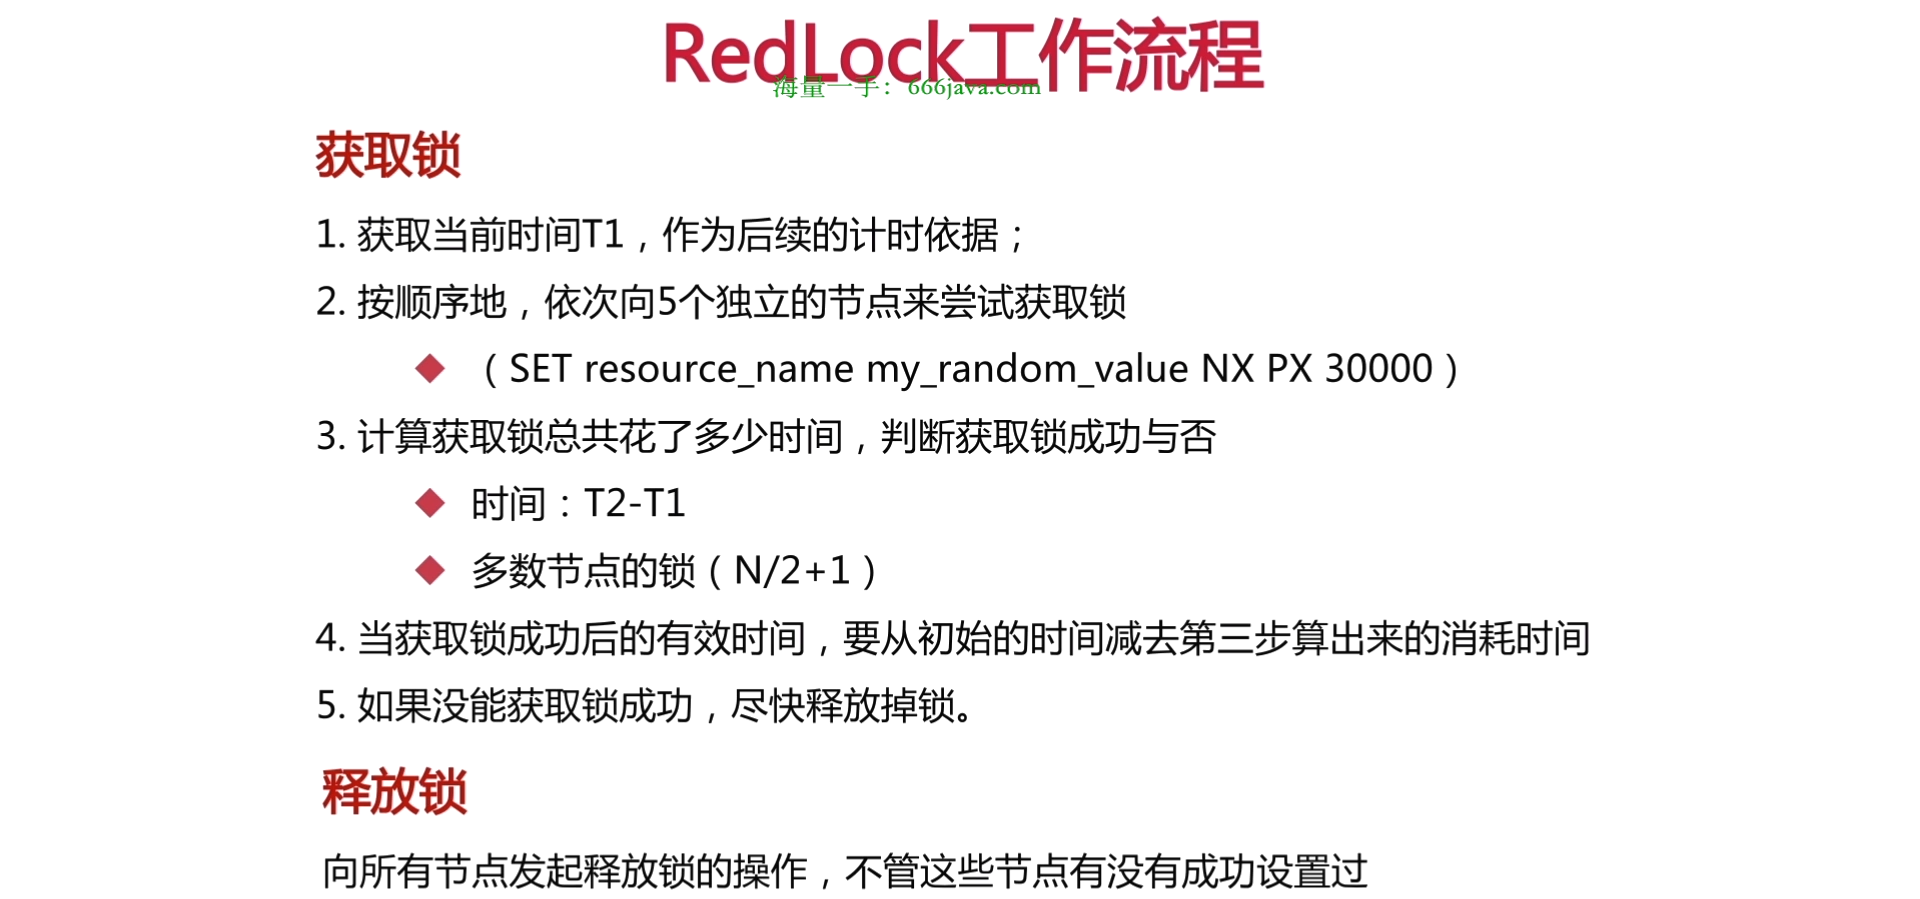 RedLock工作流程
海量一手：666java.com
获取锁
1. 获取当前时间T1，作为后续的计时依据；
2. 按顺序地，依次向5个独立的节点来尝试获取锁
（SET resource_name my_random_value NX PX 30000）
3. 计算获取锁总共花了多少时间，判断获取锁成功与否
时间：T2-T1
多数节点的锁（N/2+1）
4. 当获取锁成功后的有效时间，要从初始的时间减去第三步算出来的消耗时间
5. 如果没能获取锁成功，尽快释放掉锁。
释放锁
向所有节点发起释放锁的操作，不管这些节点有没有成功设置过